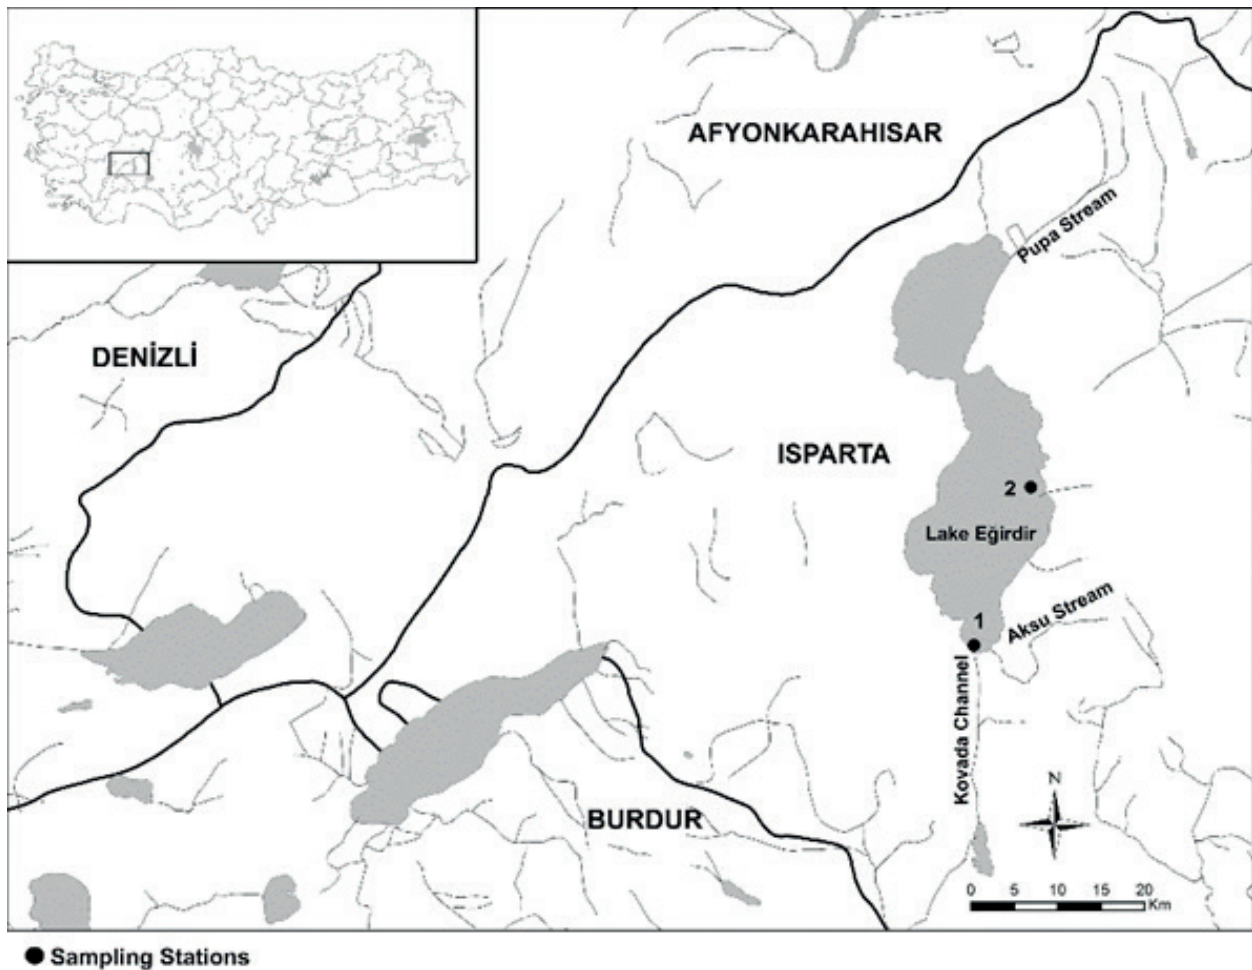 AFYONKARAHISAR
Pupa Stream
DENİZLİ
ISPARTA
2
Lake Eğirdir
1
Aksu Stream
Kovada Channel
N
BURDUR
0 5 10 15 20
Km
Sampling Stations